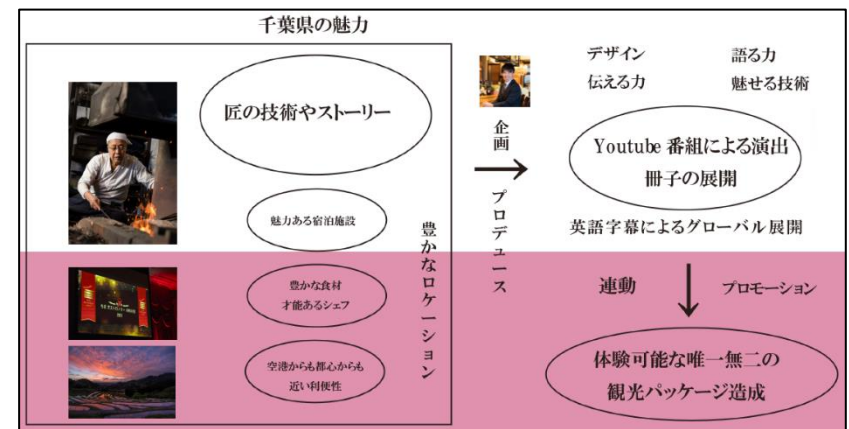 千葉県の魅力
匠の技術やストーリー
魅力ある宿泊施設
豊かな食材
才能あるシェフ
空港からも都心からも
近い利便性
豊かなロケーション
企画 プロデュース
デザイン
語る力
伝える力
魅せる技術
Youtube 番組による演出
冊子の展開
英語字幕によるグローバル展開
連動
プロモーション
体験可能な唯一無二の
観光パッケージ造成